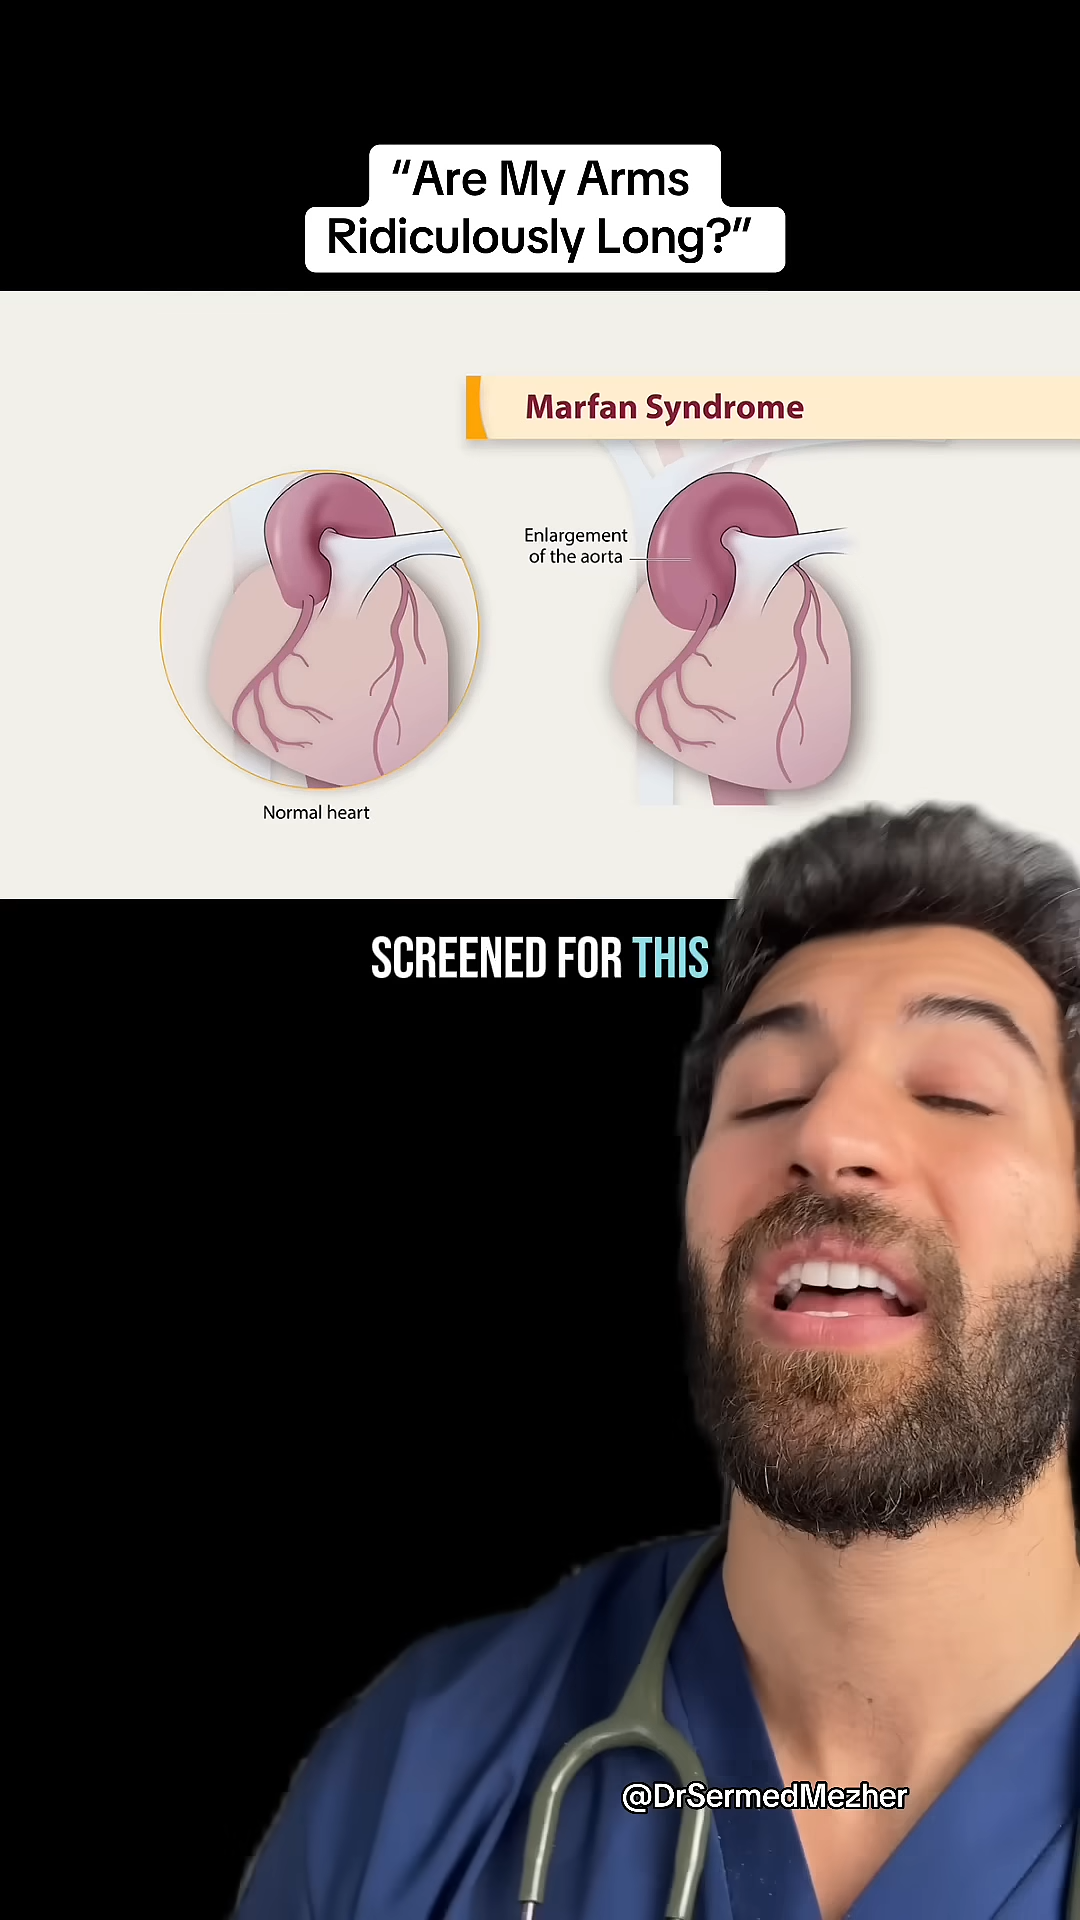 “Are My Arms
Ridiculously Long?”
Marfan Syndrome
Enlargement
of the aorta
Normal heart
SCREENED FOR THIS
@DrSermedMezher